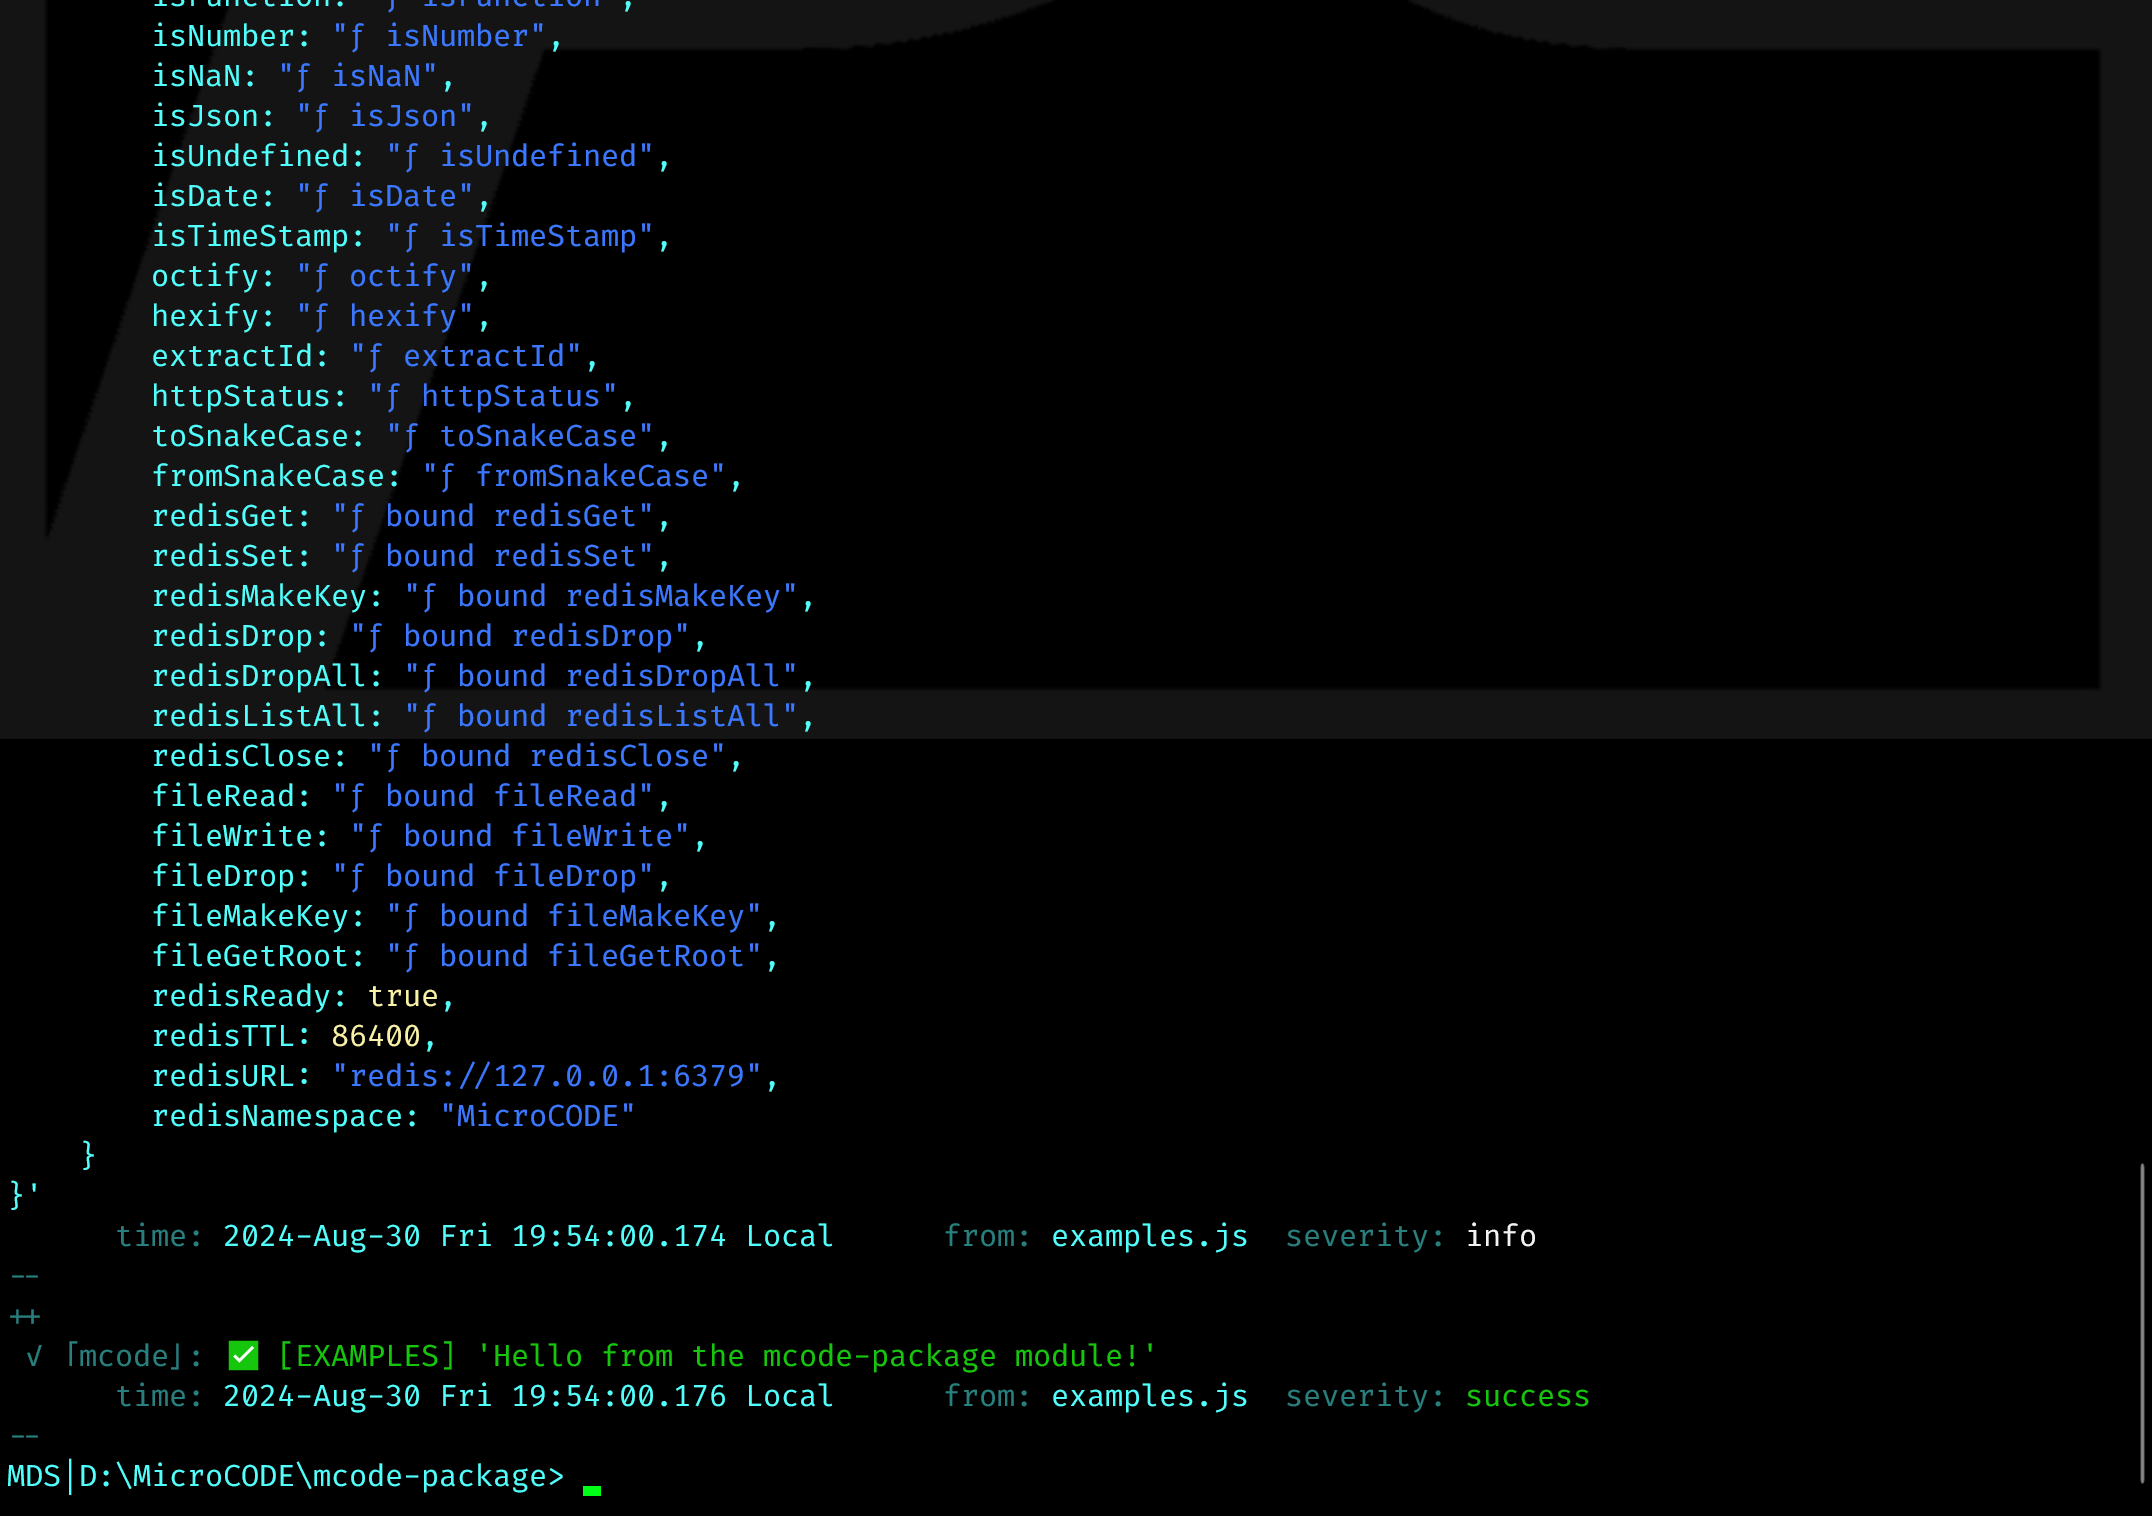 isFunction: "ƒ isFunction",
isNumber: "ƒ isNumber",
isNaN: "ƒ isNaN",
isJson: "ƒ isJson",
isUndefined: "ƒ isUndefined",
isDate: "ƒ isDate",
isTimeStamp: "ƒ isTimeStamp",
octify: "ƒ octify",
hexify: "ƒ hexify",
extractId: "ƒ extractId",
httpStatus: "ƒ httpStatus",
toSnakeCase: "ƒ toSnakeCase",
fromSnakeCase: "ƒ fromSnakeCase",
redisGet: "ƒ bound redisGet",
redisSet: "ƒ bound redisSet",
redisMakeKey: "ƒ bound redisMakeKey",
redisDrop: "ƒ bound redisDrop",
redisDropAll: "ƒ bound redisDropAll",
redisListAll: "ƒ bound redisListAll",
redisClose: "ƒ bound redisClose",
fileRead: "ƒ bound fileRead",
fileWrite: "ƒ bound fileWrite",
fileDrop: "ƒ bound fileDrop",
fileMakeKey: "ƒ bound fileMakeKey",
fileGetRoot: "ƒ bound fileGetRoot",
redisReady: true,
redisTTL: 86400,
redisURL: "redis://127.0.0.1:6379",
redisNamespace: "MicroCODE"
}
}'
time: 2024-Aug-30 Fri 19:54:00.174 Local from: examples.js severity: info
--
++
√ ⌈mcode⌋: ✅ [EXAMPLES] 'Hello from the mcode-package module!'
time: 2024-Aug-30 Fri 19:54:00.176 Local from: examples.js severity: success
--
MDS|D:\MicroCODE\mcode-package>